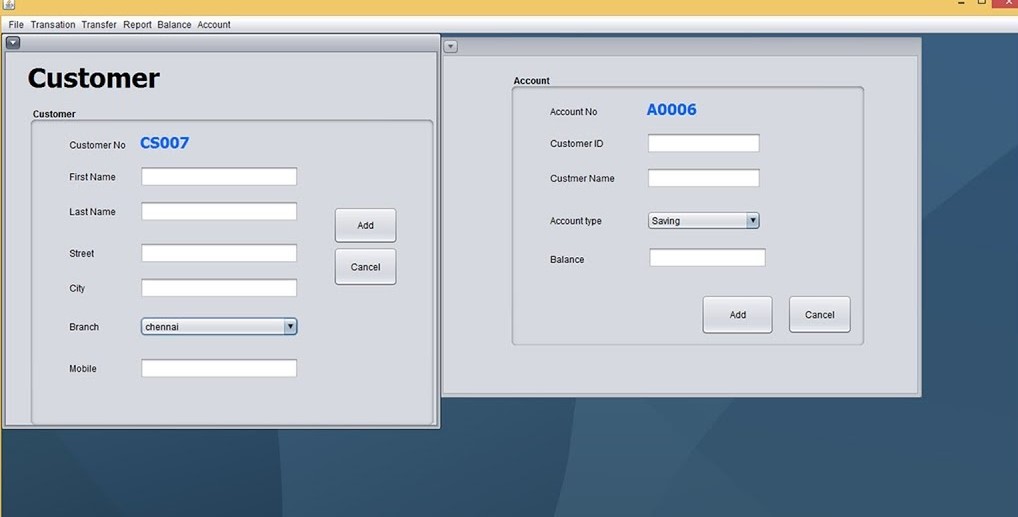 File Transation Transfer Report Balance Account
Customer
Customer
Customer No CS007
First Name
Last Name
Street
City
Branch chennai
Mobile
Add
Cancel
Account
Account No A0006
Customer ID
Custmer Name
Account type Saving
Balance
Add Cancel